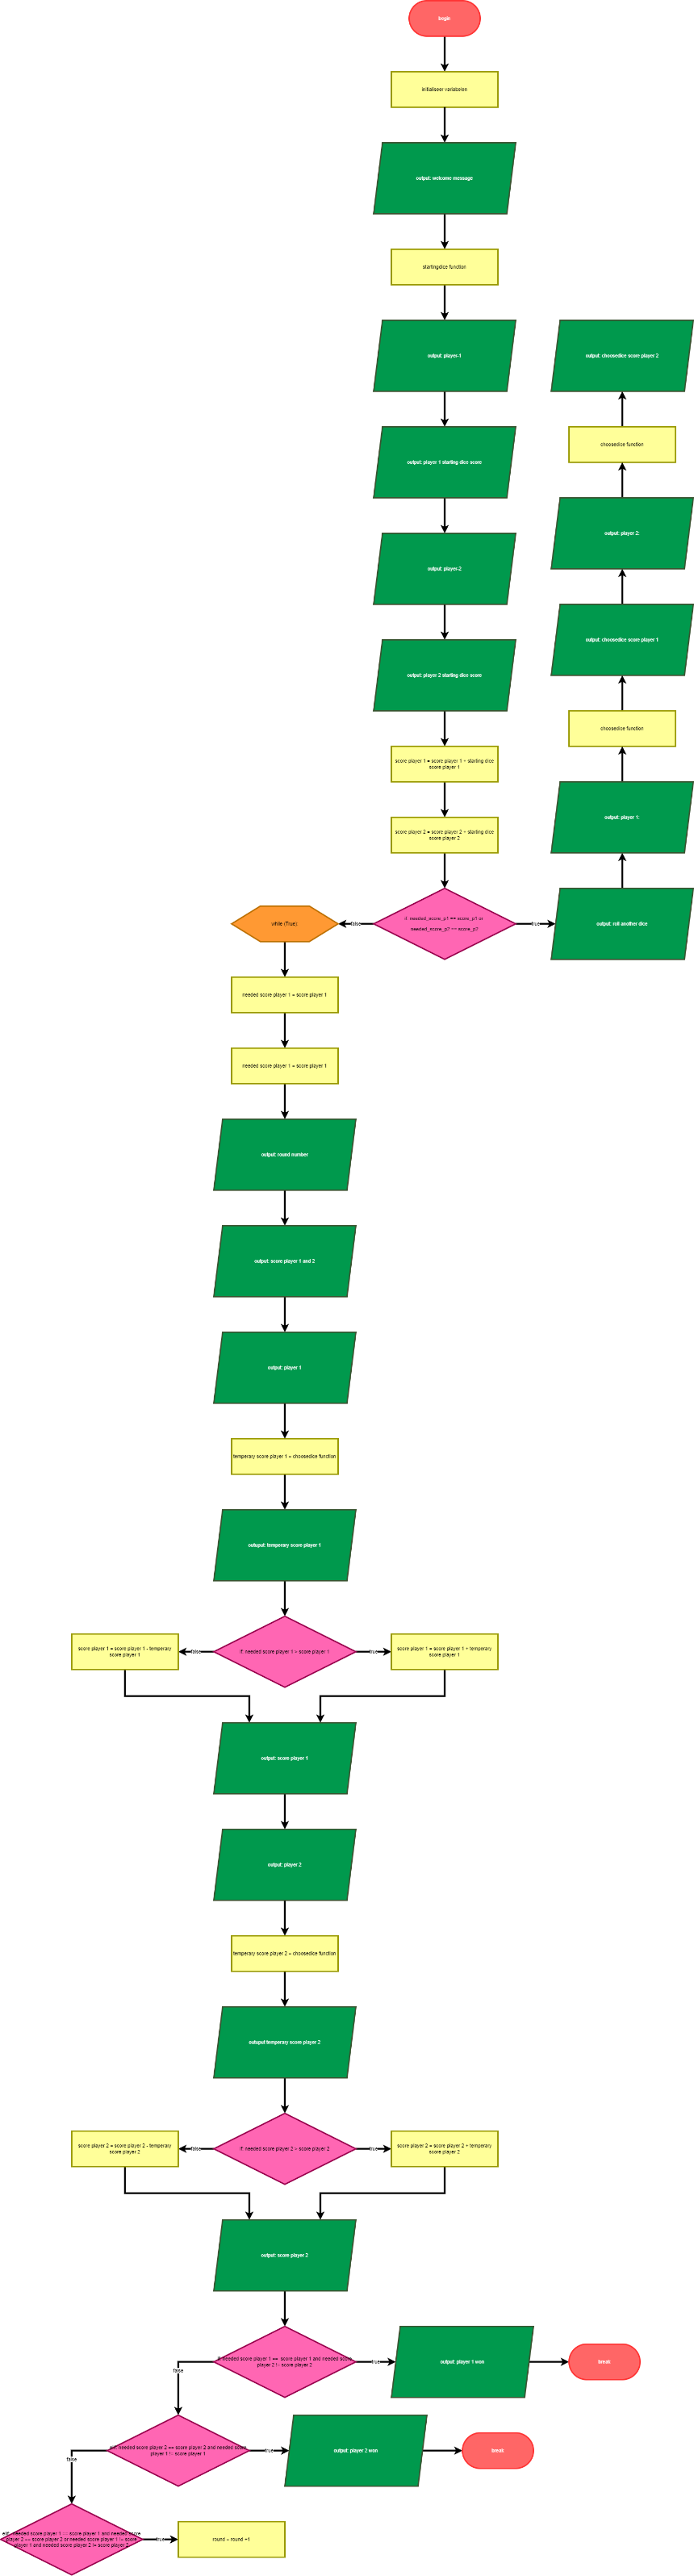 begin
initialiseer variabelen
output: welcome message
startingdice function
output: player-1
output: choosedice score player 2
choosedice function
output: player 1 starting dice score
output: player 2:
output: player-2
output: choosedice score player 1
output: player 2 starting dice score
choosedice function
score player 1 = score player 1 + starting dice
score player 1
output: player 1:
score player 2 = score player 2 + starting dice
score player 2
while (True)
false
if needed_score_p1 == score_p1 or
needed_score_p2 == score_p2
true
output: roll another dice
needed score player 1 = score player 1
needed score player 1 = score player 1
output: round number
output: score player 1 and 2
output: player 1
temperary score player 1 = choosedice function
outuput: temperary score player 1
score player 1 = score player 1 - temperary
score player 1
false
if: needed score player 1 > score player 1
true
score player 1 = score player 1 + temperary
score player 1
output: score player 1
output: player 2
temperary score player 2 = choosedice function
outuput temperary score player 2
score player 2 = score player 2 - temperary
score player 2
false
if: needed score player 2 > score player 2
true
score player 2 = score player 2 + temperary
score player 2
output: score player 2
if needed score player 1 == score player 1 and needed score
player 2 != score player 2
true
output: player 1 won
break
false
needed score player 2 == score player 2 and needed score
player 1 != score player 1
true
output: player 2 won
break
false
needed score player 1 == score player 1 and needed score
player 2 == score player 2 or needed score player 1 != score
player 1 and needed score player 2 != score player 2
true
round = round +1